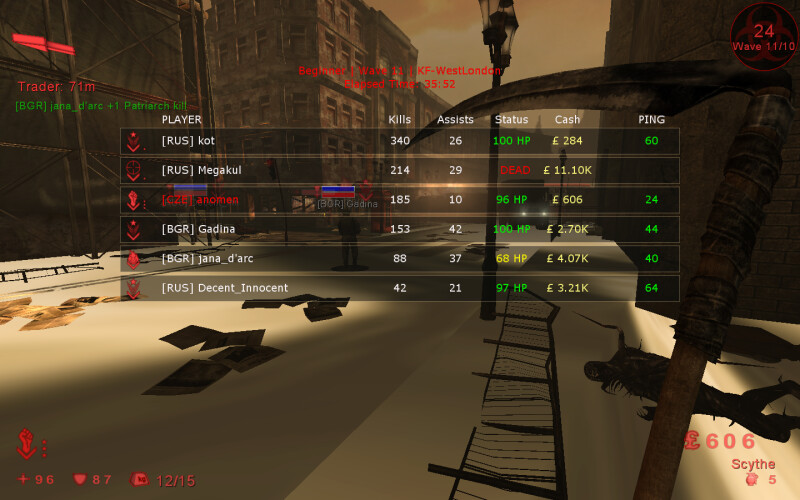 24
Wave 11/10
Trader: 71m
Elapsed Time: 35:52
[BGR] jana_d'arc +1 Patriarch kill
PLAYER Kills Assists Status Cash PING
[RUS] kot 340 26 100 HP £ 284 60
[RUS] Megakul 214 29 DEAD £ 11.10K
[CZE] anomen 185 10 96 HP £ 606 24
[BGR] Gadina
[BGR] Gadina 153 42 100 HP £ 2.70K 44
[BGR] jana_d'arc 88 37 68 HP £ 4.07K 40
[RUS] Decent_Innocent 42 21 97 HP £ 3.21K 64
£606
Scythe
96 87 12/15 5